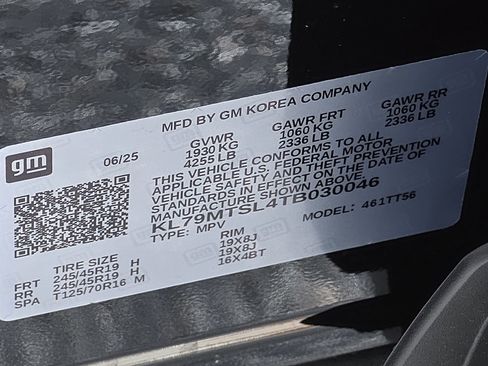 MFD BY GM KOREA COMPANY
gm
06/25
GVWR GAWR FRT GAWR RR
1930 KG 1060 KG 1060 KG
4255 LB 2336 LB 2336 LB
THIS VEHICLE CONFORMS TO ALL
APPLICABLE U.S. FEDERAL MOTOR
VEHICLE SAFETY AND THEFT PREVENTION
STANDARDS IN EFFECT ON THE DATE OF
MANUFACTURE SHOWN ABOVE
KL79MTSL4TB030046
TYPE: MPV MODEL: 461TT56
TIRE SIZE RIM
FRT 245/45R19 H 19X8J
RR 245/45R19 H 19X8J
SPA T125/70R16 M 16X4BT